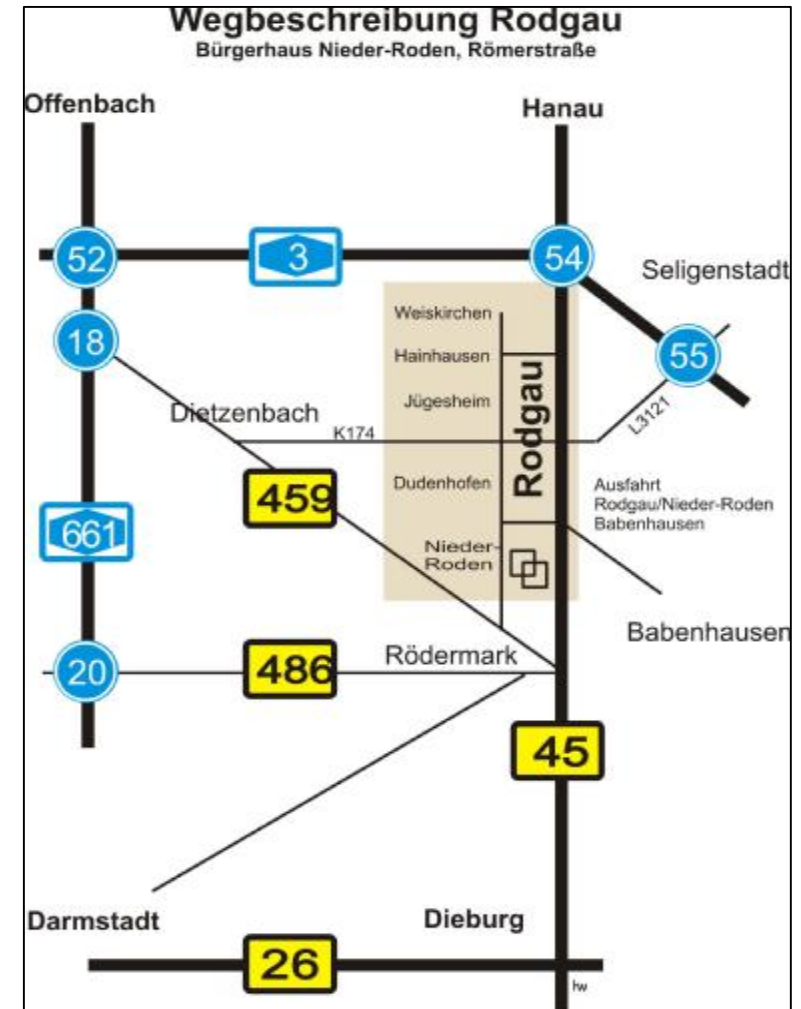 Wegbeschreibung Rodgau
Bürgerhaus Nieder-Roden, Römerstraße
Offenbach
Hanau
52
3
54
Seligenstadt
Weiskirchen
18
Hainhausen
55
Jügesheim
Rodgau
Dietzenbach
K174
L3121
459
Dudenhofen
Ausfahrt
Rodgau/Nieder-Roden
Babenhausen
661
Nieder-
Roden
Babenhausen
Rödermark
20
486
45
Darmstadt
Dieburg
26
hw